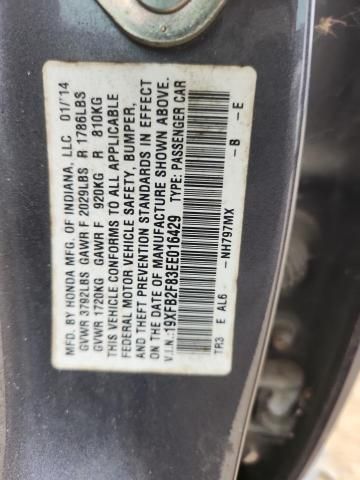 MFD. BY HONDA MFG. OF INDIANA, LLC 01/'14
GVWR 3792LBS GAWR F 2029LBS R 1786LBS
GVWR 1720KG GAWR F 920KG R 810KG
THIS VEHICLE CONFORMS TO ALL APPLICABLE
FEDERAL MOTOR VEHICLE SAFETY, BUMPER,
AND THEFT PREVENTION STANDARDS IN EFFECT
ON THE DATE OF MANUFACTURE SHOWN ABOVE.
V.I.N.:19XFB2F83EE016429 TYPE: PASSENGER CAR
TR3 E AL6 -NH797MX -B -E